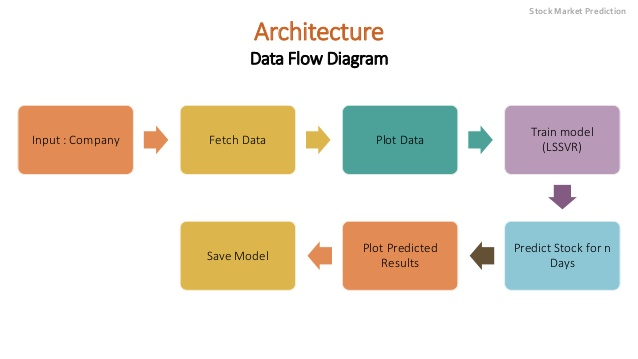 Stock Market Prediction
Architecture
Data Flow Diagram
Input : Company
Fetch Data
Plot Data
Train model
(LSSVR)
Predict Stock for n
Days
Plot Predicted
Results
Save Model